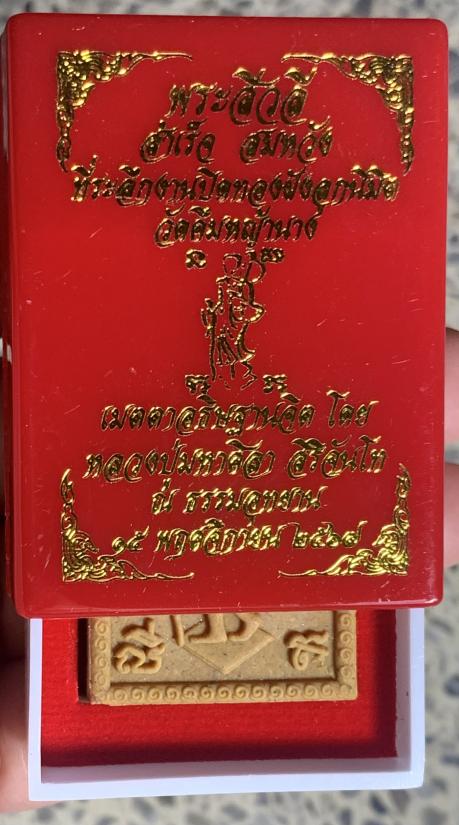 พระสีวลี
สำเร็จ สมหวัง
ที่ระลึกงานปิดทองฝังลูกนิมิต
วัดคีมหญ้านาง
เมตตาอธิษฐานจิต โดย
หลวงปู่มหาศิลา สิริจันโท
ณ ธรรมอุทยาน
๑๕ พฤศจิกายน ๒๕๖๗